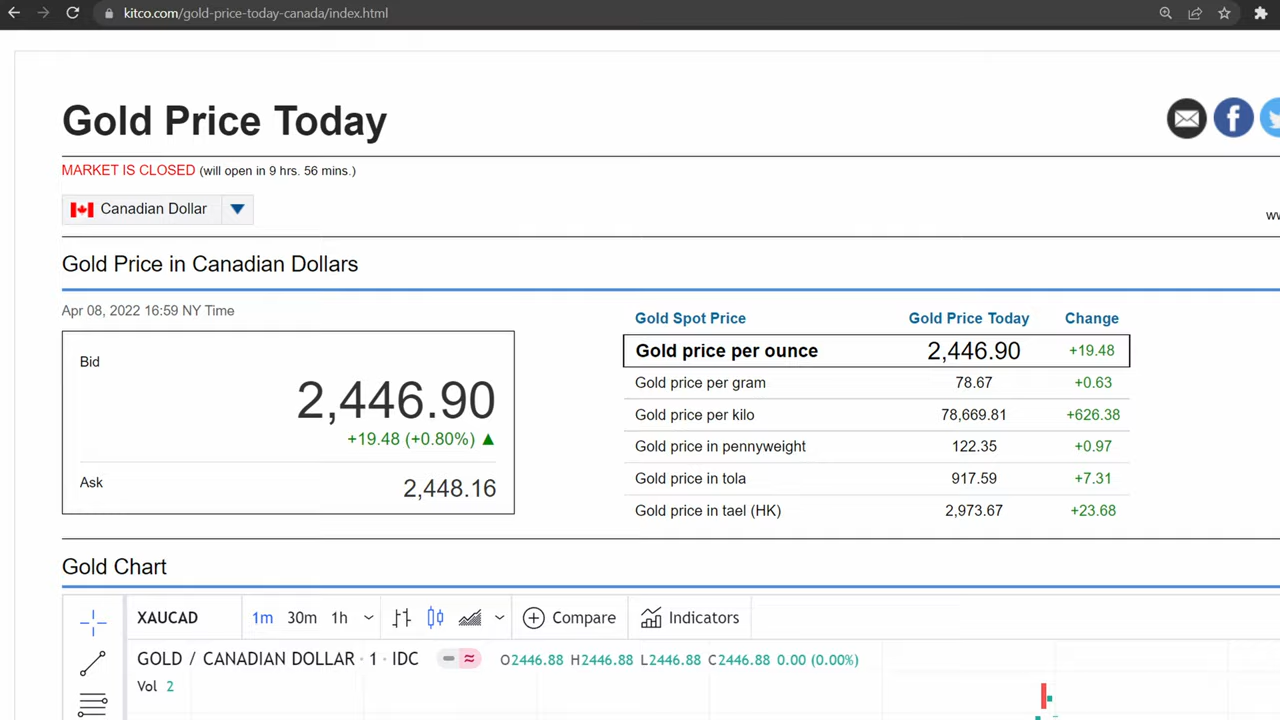 kitco.com/gold-price-today-canada/index.html
Gold Price Today
MARKET IS CLOSED (will open in 9 hrs. 56 mins.)
Canadian Dollar
Gold Price in Canadian Dollars
Apr 08, 2022 16:59 NY Time
Bid
2,446.90
+19.48 (+0.80%) ▲
Ask 2,448.16
Gold Spot Price Gold Price Today Change
Gold price per ounce 2,446.90 +19.48
Gold price per gram 78.67 +0.63
Gold price per kilo 78,669.81 +626.38
Gold price in pennyweight 122.35 +0.97
Gold price in tola 917.59 +7.31
Gold price in tael (HK) 2,973.67 +23.68
Gold Chart
XAUCAD 1m 30m 1h Compare Indicators
GOLD / CANADIAN DOLLAR · 1 · IDC O2446.88 H2446.88 L2446.88 C2446.88 0.00 (0.00%)
Vol 2